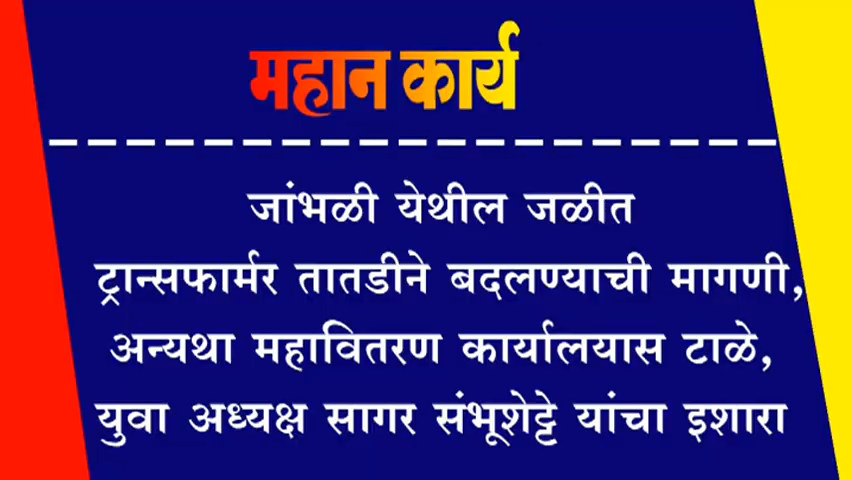 महान कार्य
जांभळी येथील जळीत
ट्रान्सफार्मर तातडीने बदलण्याची मागणी,
अन्यथा महावितरण कार्यालयास टाळे,
युवा अध्यक्ष सागर संभूशेट्टे यांचा इशारा